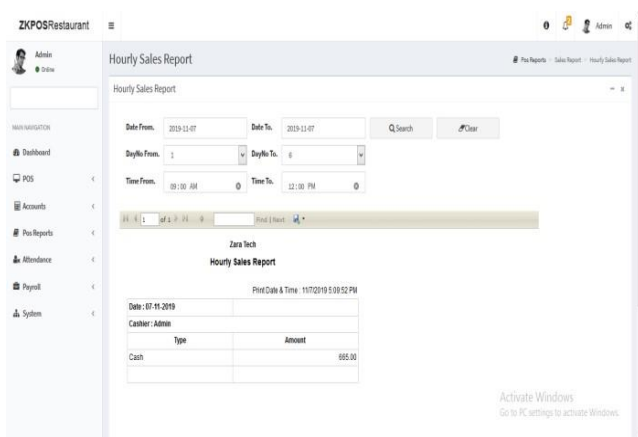 ZKPOSRestaurant
0
Admin
Admin
Online
Hourly Sales Report
Pos Reports - Sales Report - Hourly Sales Report
Hourly Sales Report
MAIN NAVIGATION
Dashboard
POS
Accounts
Pos Reports
Attendance
Payroll
System
Date From. 2019-11-07 Date To. 2019-11-07 Search Clear
DayNo From. 1 DayNo To. 6
Time From. 09:00 AM Time To. 12:00 PM
1 of 1 Find | Next
Zara Tech
Hourly Sales Report
Print Date & Time : 11/7/2019 5:09:52 PM
Date : 07-11-2019
Cashier : Admin
Type Amount
Cash 665.00
Activate Windows
Go to PC settings to activate Windows.